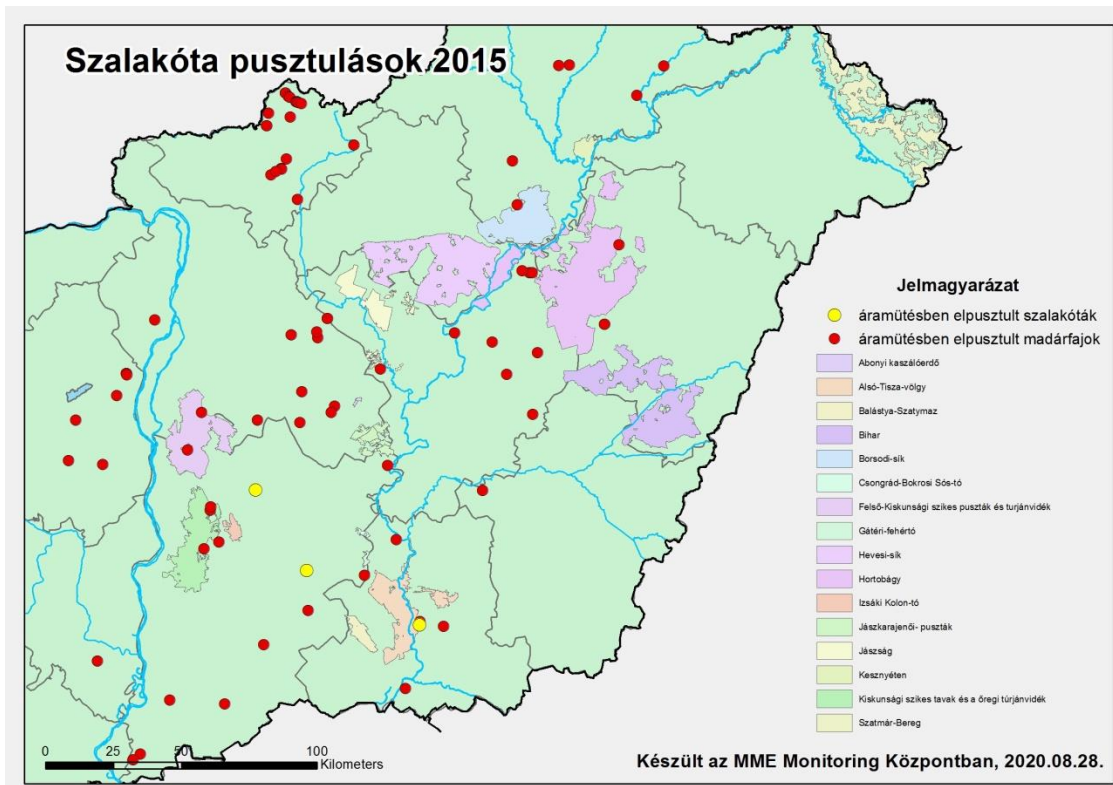 Szalakóta pusztulások 2015
Jelmagyarázat
áramütésben elpusztult szalakóták
áramütésben elpusztult madárfajok
Abonyi kaszálóerdő
Alsó-Tisza-völgy
Balástya-Szatymaz
Bihar
Borsodi-sík
Csongrád-Bokrosi Sós-tó
Felső-Kiskunsági szikes puszták és turjánvidék
Gátéri-fehértó
Hevesi-sík
Hortobágy
Izsáki Kolon-tó
Jászkarajenői- puszták
Jászság
Kesznyéten
Kiskunsági szikes tavak és a őregi túrjánvidék
Szatmár-Bereg
0 25 50 100
Kilometers
Készült az MME Monitoring Központban, 2020.08.28.